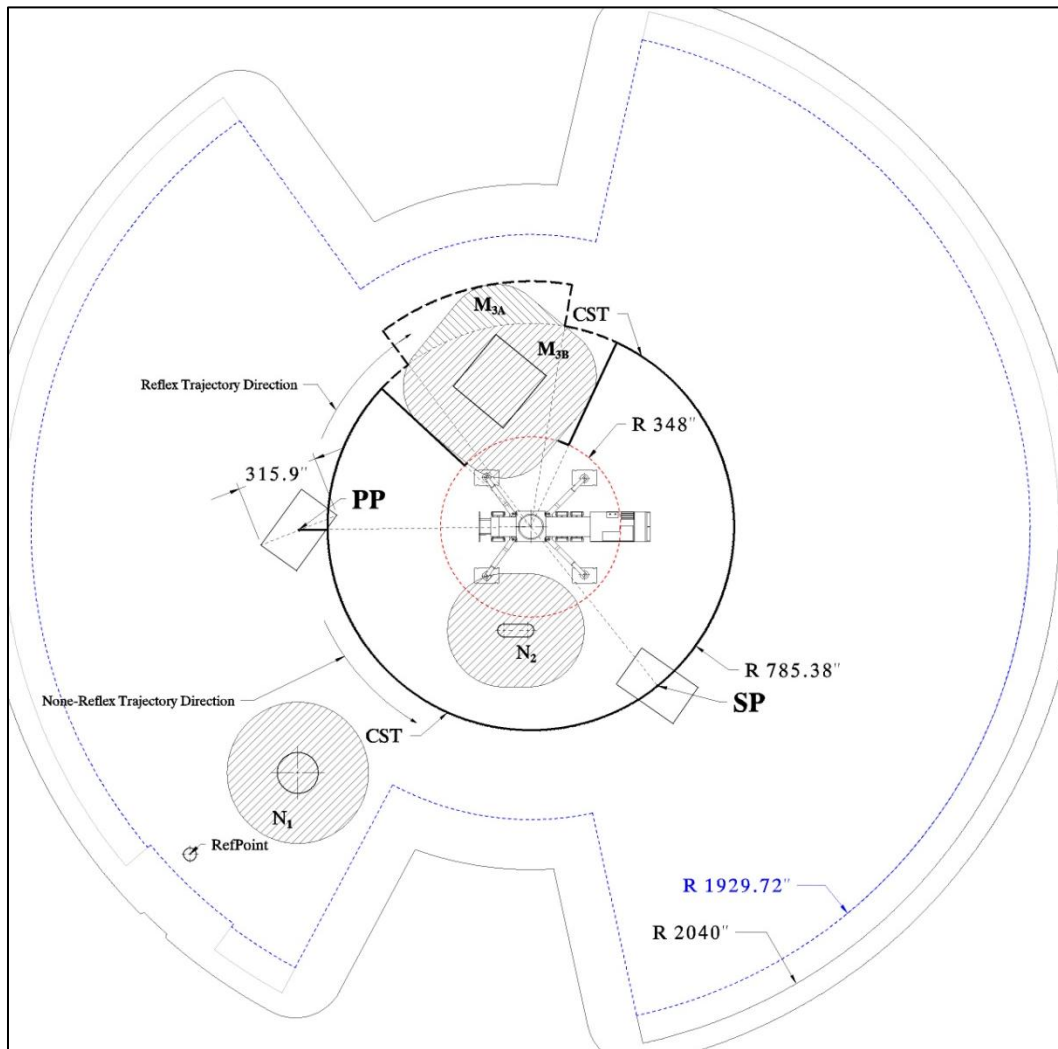 M3A
CST
M3B
Reflex Trajectory Direction
R 348"
315.9"
PP
N2
R 785.38"
SP
None-Reflex Trajectory Direction
CST
N1
RefPoint
R 1929.72"
R 2040"